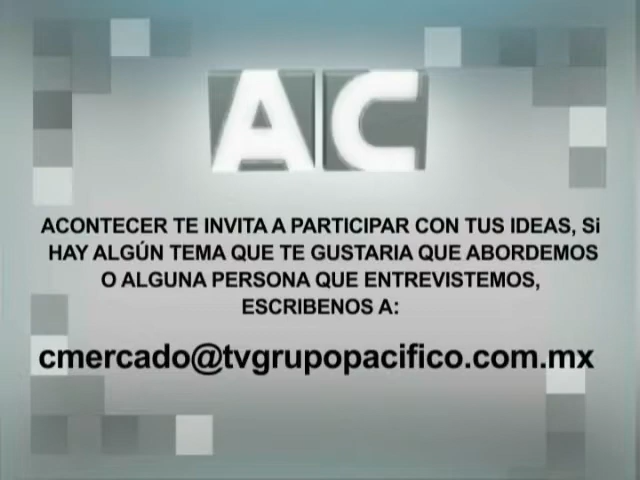 AC
ACONTECER TE INVITA A PARTICIPAR CON TUS IDEAS, Si
HAY ALGÚN TEMA QUE TE GUSTARIA QUE ABORDEMOS
O ALGUNA PERSONA QUE ENTREVISTEMOS,
ESCRIBENOS A:
cmercado@tvgrupopacifico.com.mx